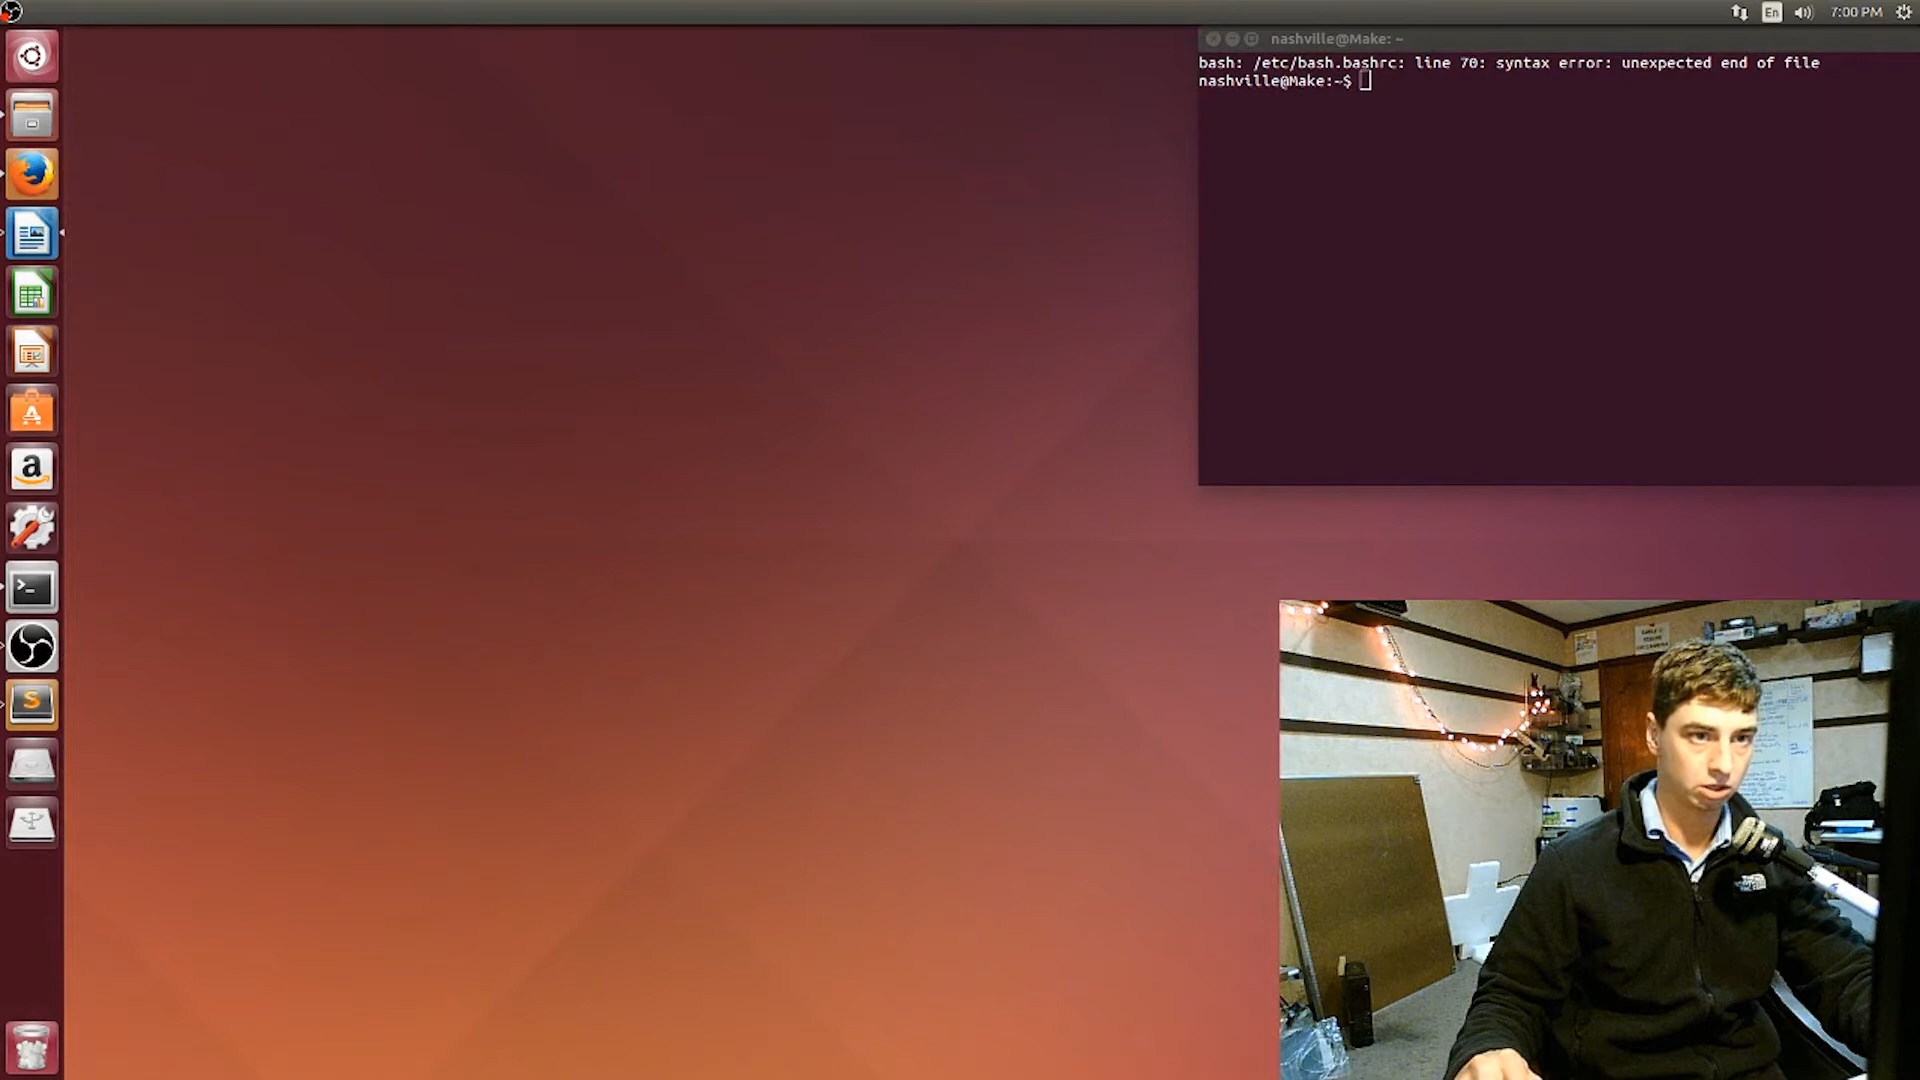 En
7:00 PM
nashville@Make: ~
bash: /etc/bash.bashrc: line 70: syntax error: unexpected end of file
nashville@Make:~$